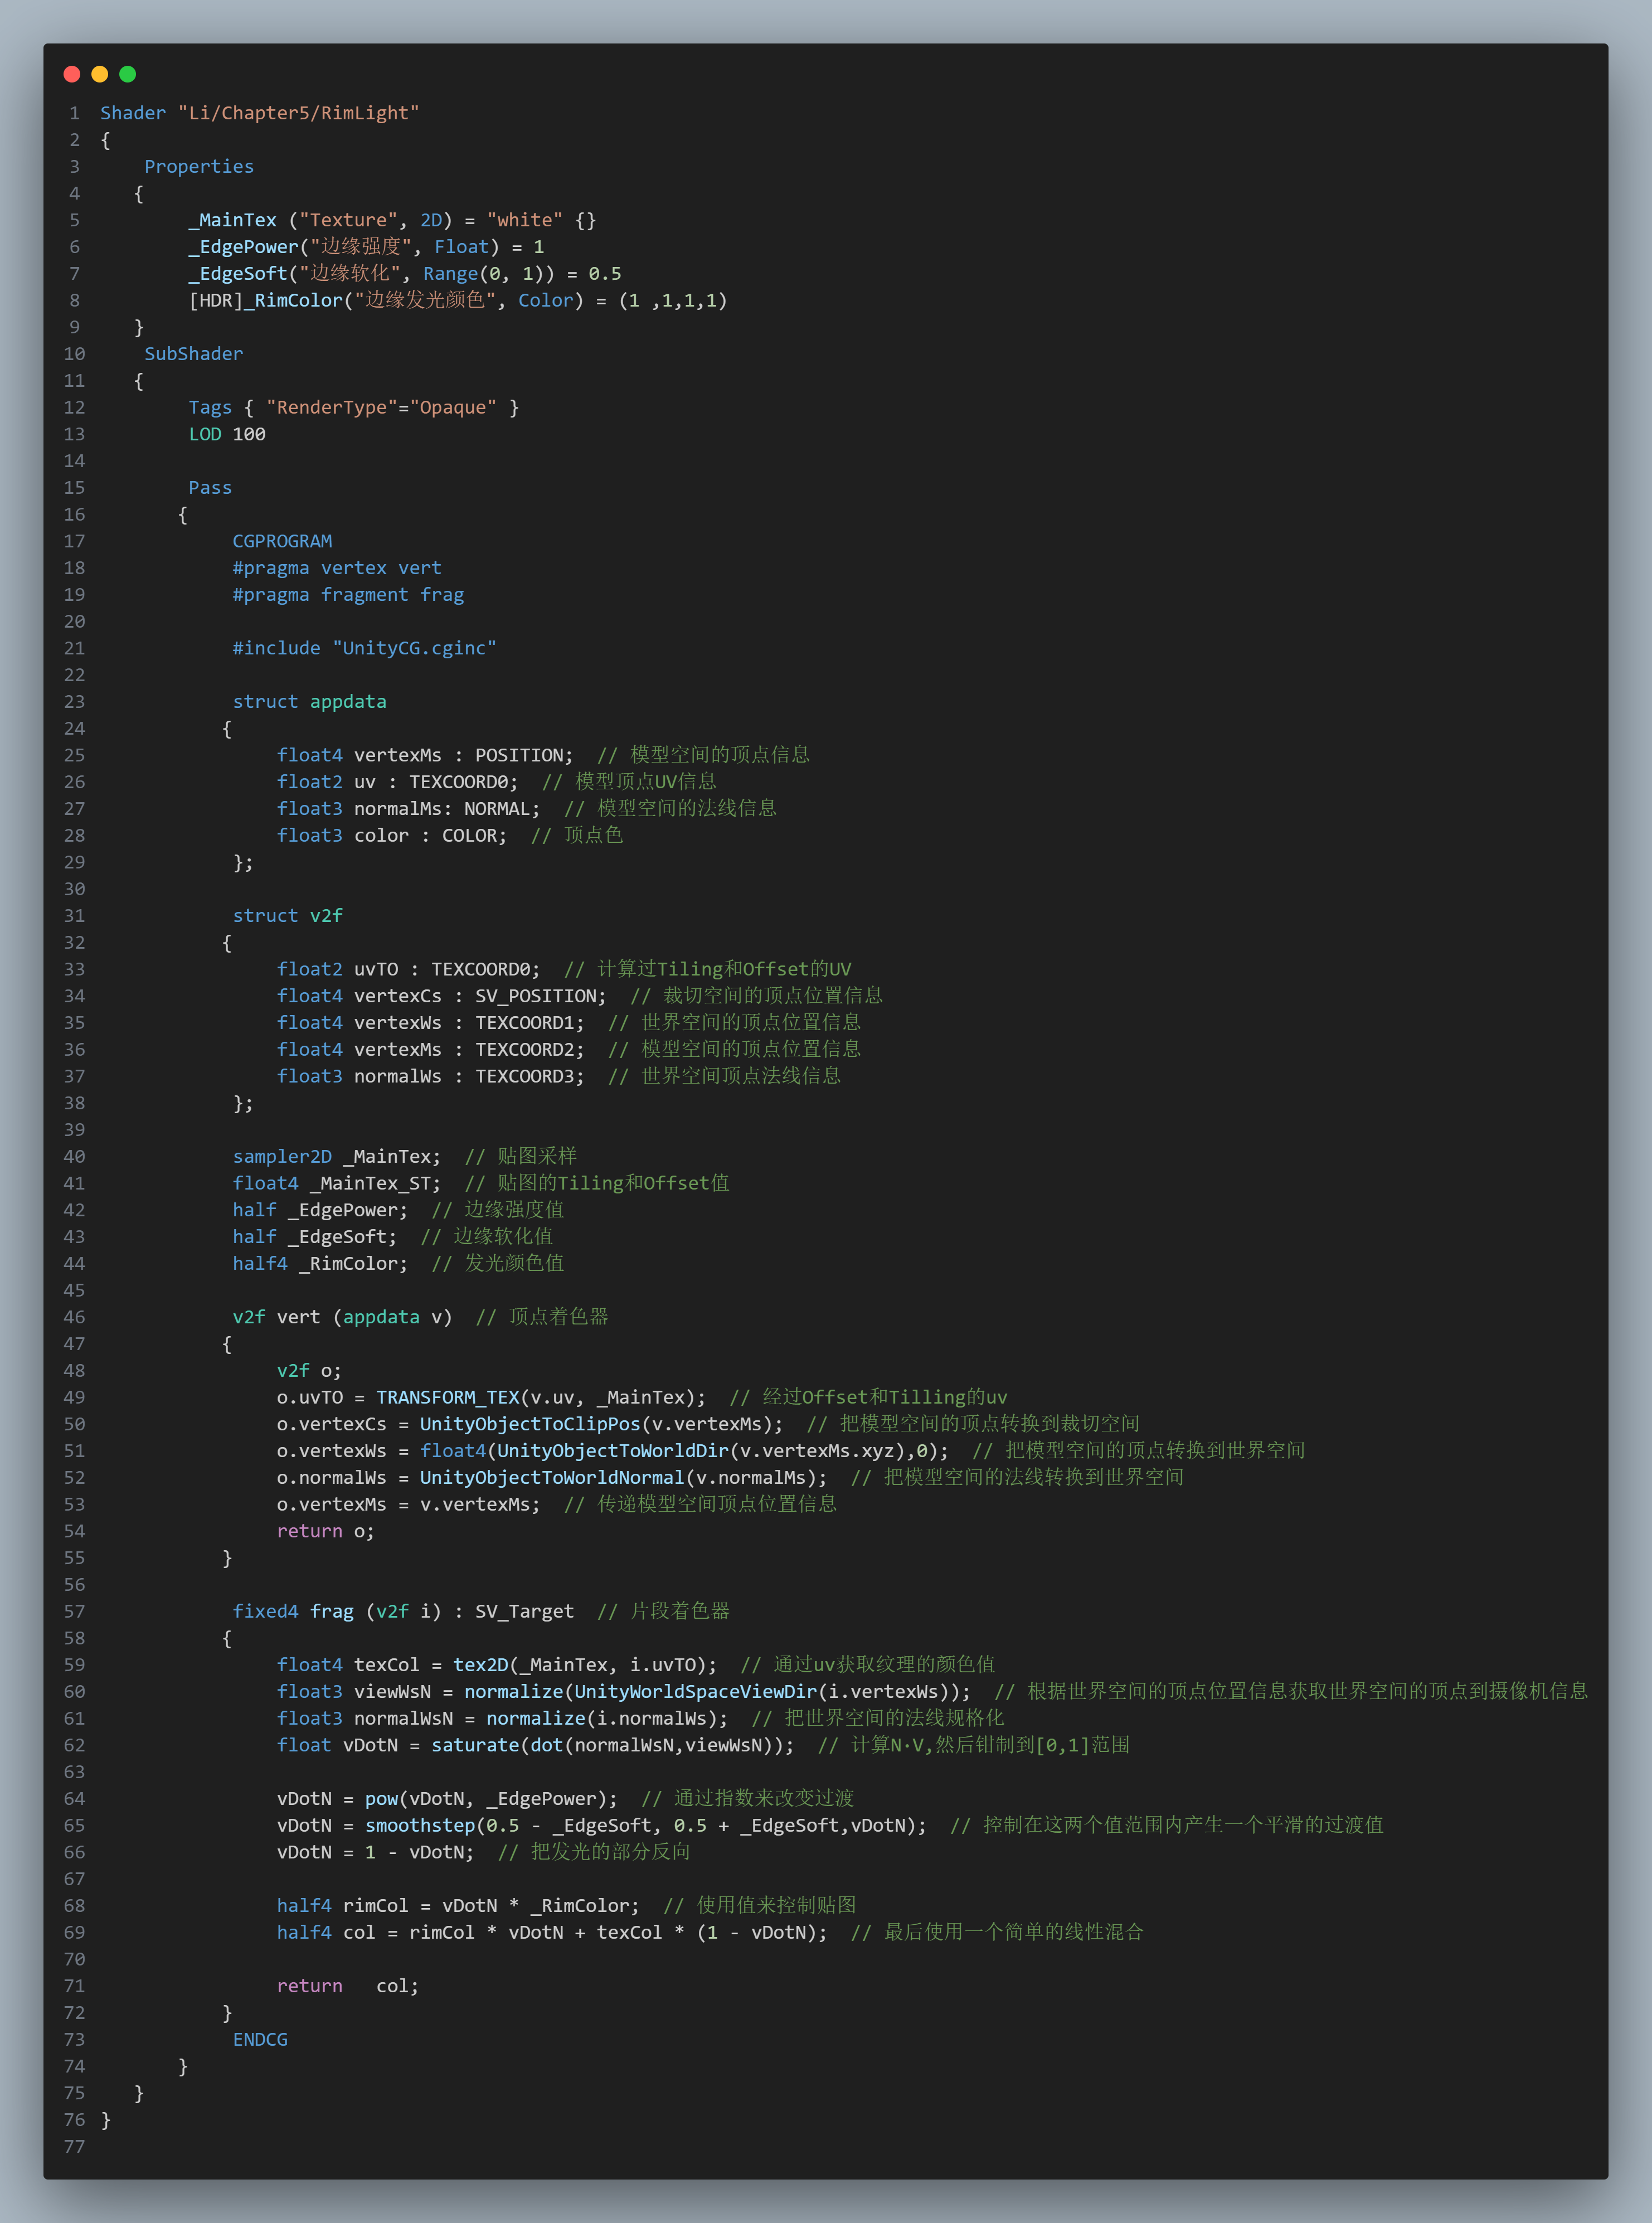 1 Shader "Li/Chapter5/RimLight"
2 {
3     Properties
4    {
5         _MainTex ("Texture", 2D) = "white" {}
6         _EdgePower("边缘强度", Float) = 1
7         _EdgeSoft("边缘软化", Range(0, 1)) = 0.5
8         [HDR]_RimColor("边缘发光颜色", Color) = (1 ,1,1,1)
9    }
10     SubShader
11    {
12         Tags { "RenderType"="Opaque" }
13         LOD 100
14
15         Pass
16        {
17             CGPROGRAM
18             #pragma vertex vert
19             #pragma fragment frag
20
21             #include "UnityCG.cginc"
22
23             struct appdata
24            {
25                 float4 vertexMs : POSITION;  // 模型空间的顶点信息
26                 float2 uv : TEXCOORD0;  // 模型顶点UV信息
27                 float3 normalMs: NORMAL;  // 模型空间的法线信息
28                 float3 color : COLOR;  // 顶点色
29             };
30
31             struct v2f
32            {
33                 float2 uvTO : TEXCOORD0;  // 计算过Tiling和Offset的UV
34                 float4 vertexCs : SV_POSITION;  // 裁切空间的顶点位置信息
35                 float4 vertexWs : TEXCOORD1;  // 世界空间的顶点位置信息
36                 float4 vertexMs : TEXCOORD2;  // 模型空间的顶点位置信息
37                 float3 normalWs : TEXCOORD3;  // 世界空间顶点法线信息
38             };
39
40             sampler2D _MainTex;  // 贴图采样
41             float4 _MainTex_ST;  // 贴图的Tiling和Offset值
42             half _EdgePower;  // 边缘强度值
43             half _EdgeSoft;  // 边缘软化值
44             half4 _RimColor;  // 发光颜色值
45
46             v2f vert (appdata v)  // 顶点着色器
47            {
48                 v2f o;
49                 o.uvTO = TRANSFORM_TEX(v.uv, _MainTex);  // 经过Offset和Tilling的uv
50                 o.vertexCs = UnityObjectToClipPos(v.vertexMs);  // 把模型空间的顶点转换到裁切空间
51                 o.vertexWs = float4(UnityObjectToWorldDir(v.vertexMs.xyz),0);  // 把模型空间的顶点转换到世界空间
52                 o.normalWs = UnityObjectToWorldNormal(v.normalMs);  // 把模型空间的法线转换到世界空间
53                 o.vertexMs = v.vertexMs;  // 传递模型空间顶点位置信息
54                 return o;
55            }
56
57             fixed4 frag (v2f i) : SV_Target  // 片段着色器
58            {
59                 float4 texCol = tex2D(_MainTex, i.uvTO);  // 通过uv获取纹理的颜色值
60                 float3 viewWsN = normalize(UnityWorldSpaceViewDir(i.vertexWs));  // 根据世界空间的顶点位置信息获取世界空间的顶点到摄像机信息
61                 float3 normalWsN = normalize(i.normalWs);  // 把世界空间的法线规格化
62                 float vDotN = saturate(dot(normalWsN,viewWsN));  // 计算N·V,然后钳制到[0,1]范围
63
64                 vDotN = pow(vDotN, _EdgePower);  // 通过指数来改变过渡
65                 vDotN = smoothstep(0.5 - _EdgeSoft, 0.5 + _EdgeSoft,vDotN);  // 控制在这两个值范围内产生一个平滑的过渡值
66                 vDotN = 1 - vDotN;  // 把发光的部分反向
67
68                 half4 rimCol = vDotN * _RimColor;  // 使用值来控制贴图
69                 half4 col = rimCol * vDotN + texCol * (1 - vDotN);  // 最后使用一个简单的线性混合
70
71                 return   col;
72            }
73             ENDCG
74        }
75    }
76 }
77